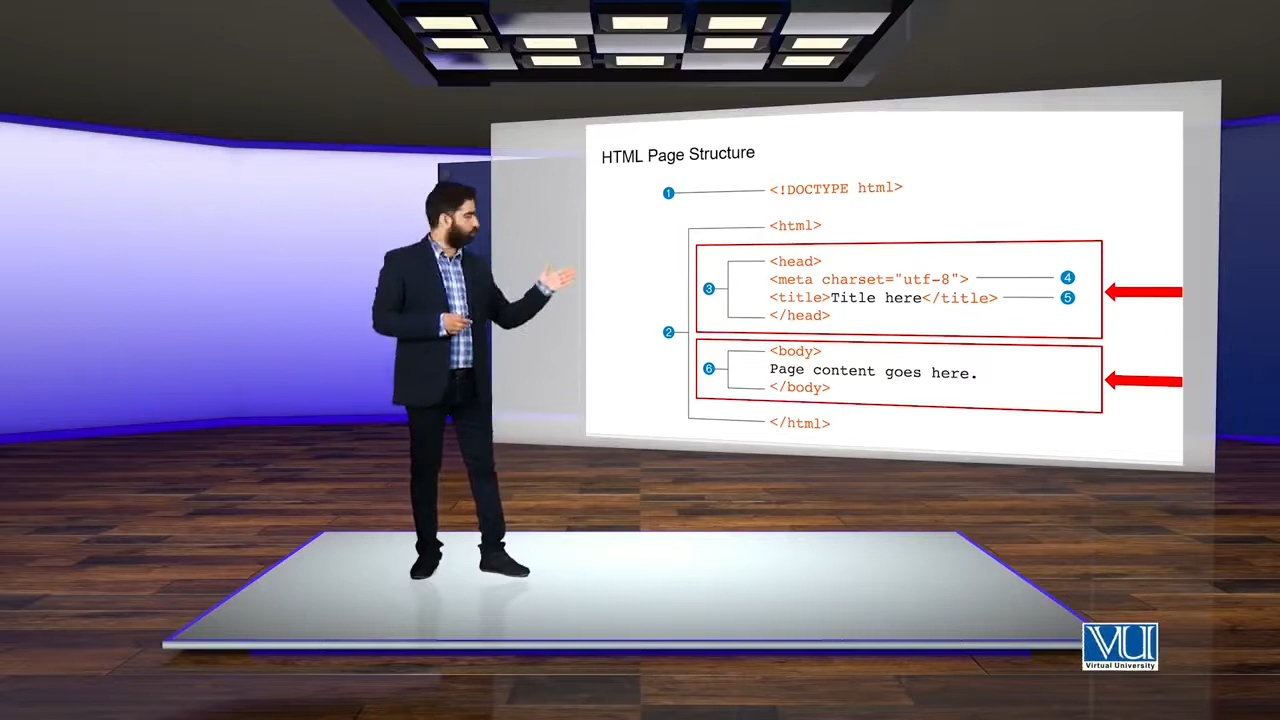 HTML Page Structure
1 <!DOCTYPE html>
<html>
<head>
<meta charset="utf-8"> 4
3
<title>Title here</title> 5
</head>
2
<body>
6 Page content goes here.
</body>
</html>
VU
Virtual University